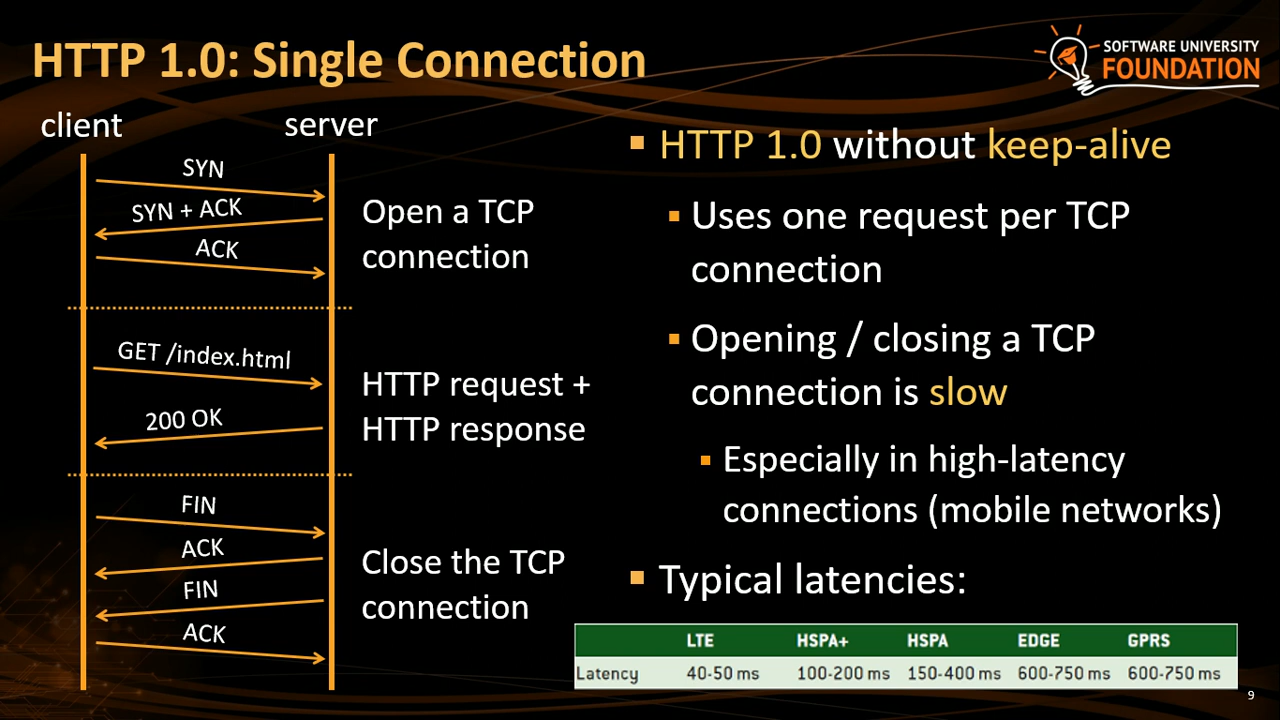 HTTP 1.0: Single Connection
SOFTWARE UNIVERSITY
FOUNDATION
client
server
SYN
SYN + ACK
ACK
Open a TCP
connection
GET /index.html
200 OK
HTTP request +
HTTP response
FIN
ACK
FIN
ACK
Close the TCP
connection
▪ HTTP 1.0 without keep-alive
▪ Uses one request per TCP
connection
▪ Opening / closing a TCP
connection is slow
▪ Especially in high-latency
connections (mobile networks)
▪ Typical latencies:
LTE HSPA+ HSPA EDGE GPRS
Latency 40-50 ms 100-200 ms 150-400 ms 600-750 ms 600-750 ms
9